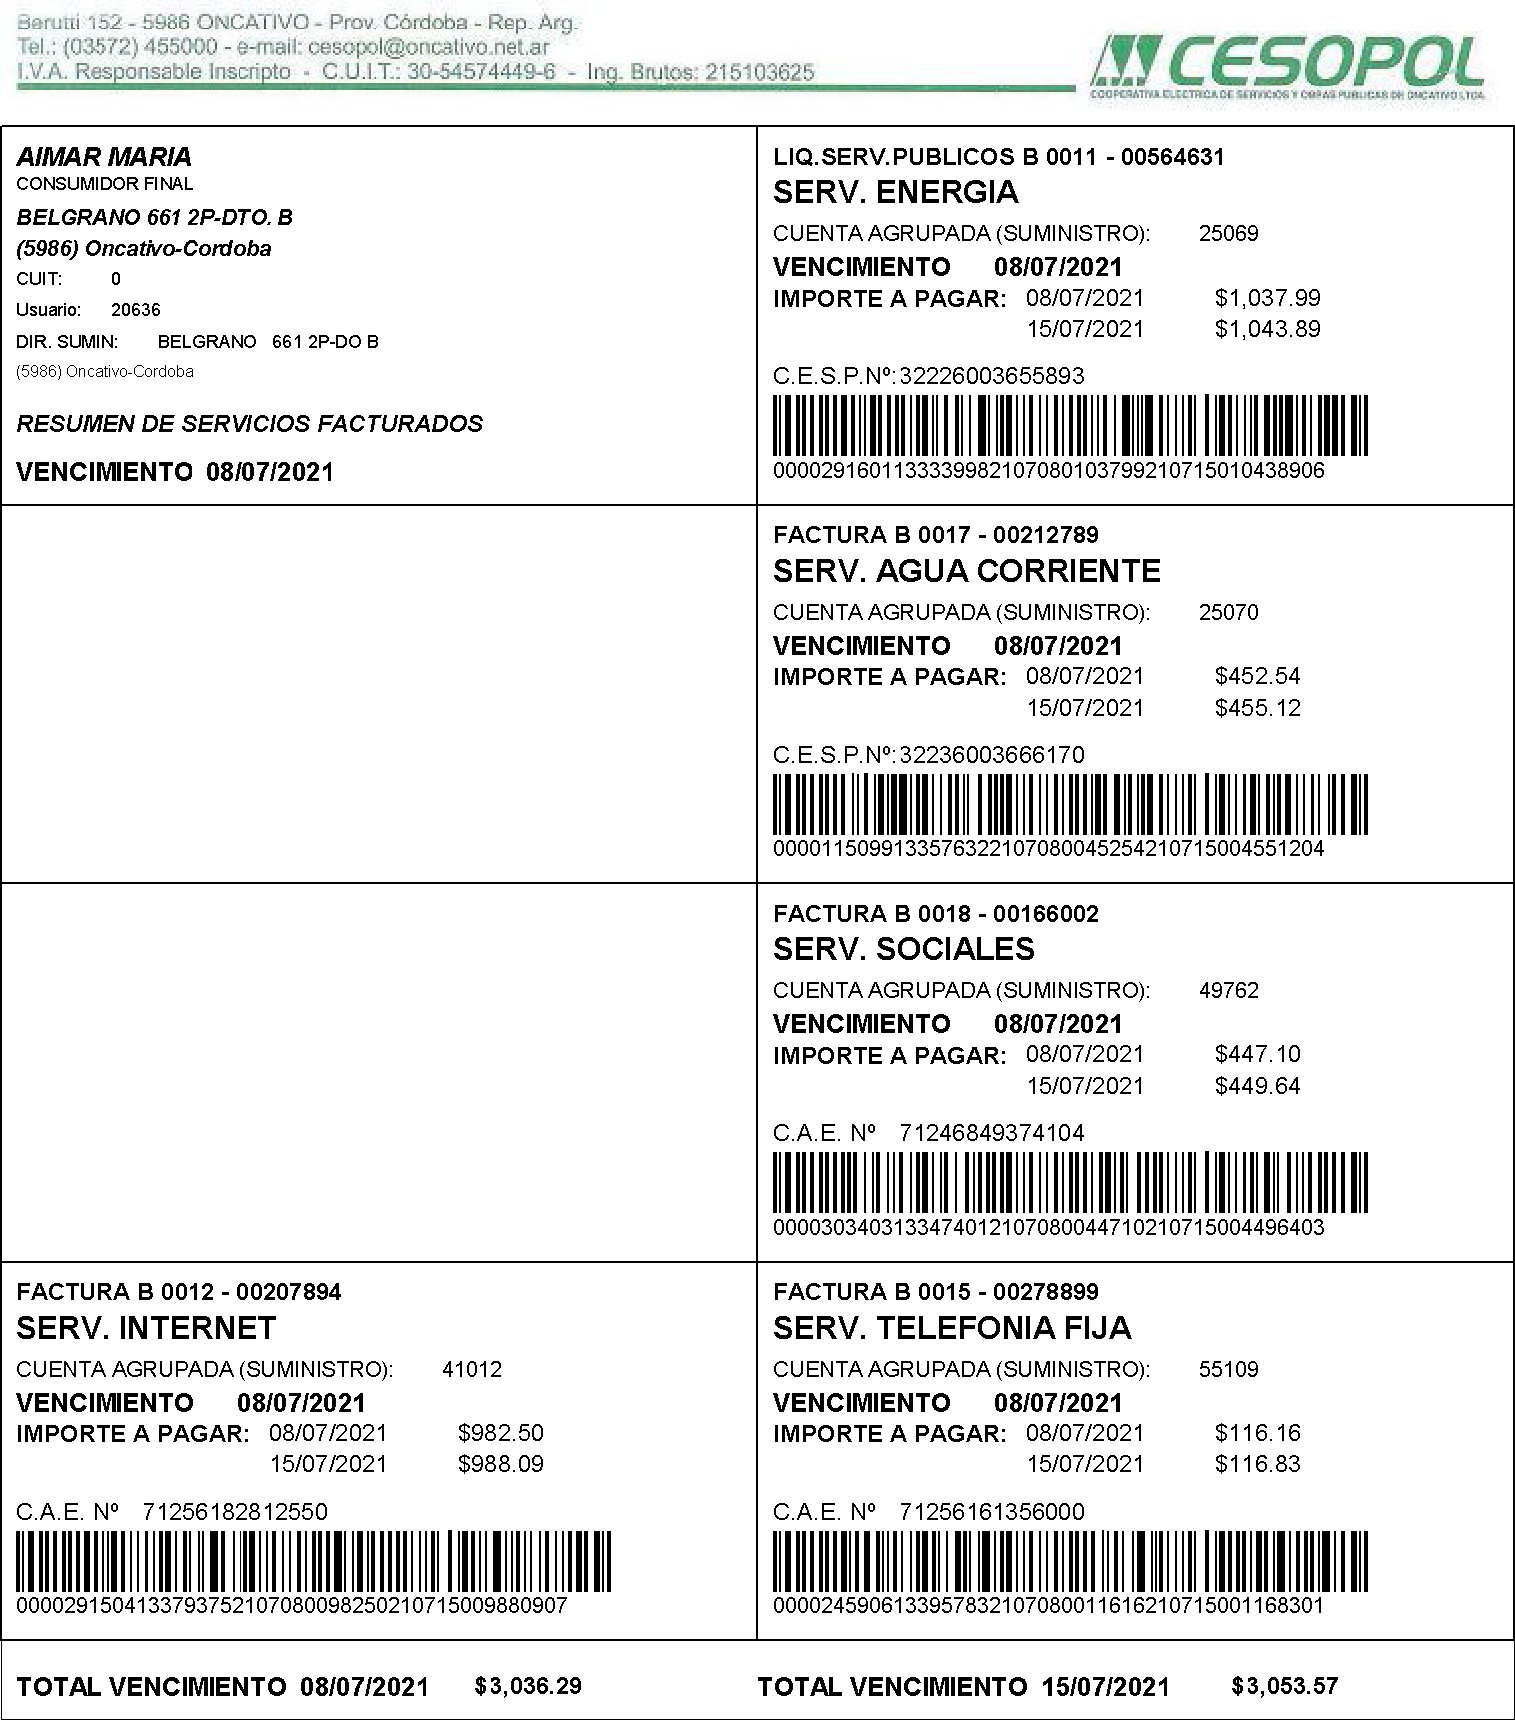 Berutti 152 - 5986 ONCATIVO - Prov. Córdoba - Rep. Arg.
Tel.: (03572) 455000 - e-mail: cesopol@oncativo.net.ar
I.V.A. Responsable Inscripto - C.U.I.T.: 30-54574449-6 - Ing. Brutos: 215103625
CESOPOL
COOPERATIVA ELECTRICA DE SERVICIOS Y OBRAS PUBLICAS DE ONCATIVO LTDA.
AIMAR MARIA
CONSUMIDOR FINAL
BELGRANO 661 2P-DTO. B
(5986) Oncativo-Cordoba
CUIT: 0
Usuario: 20636
DIR. SUMIN: BELGRANO 661 2P-DO B
(5986) Oncativo-Cordoba
RESUMEN DE SERVICIOS FACTURADOS
VENCIMIENTO 08/07/2021
LIQ.SERV.PUBLICOS B 0011 - 00564631
SERV. ENERGIA
CUENTA AGRUPADA (SUMINISTRO): 25069
VENCIMIENTO 08/07/2021
IMPORTE A PAGAR: 08/07/2021 $1,037.99
15/07/2021 $1,043.89
C.E.S.P.Nº: 32226003655893
0000291601133339982107080103799210715010438906
FACTURA B 0017 - 00212789
SERV. AGUA CORRIENTE
CUENTA AGRUPADA (SUMINISTRO): 25070
VENCIMIENTO 08/07/2021
IMPORTE A PAGAR: 08/07/2021 $452.54
15/07/2021 $455.12
C.E.S.P.Nº: 32236003666170
0000115099133576322107080045254210715004551204
FACTURA B 0018 - 00166002
SERV. SOCIALES
CUENTA AGRUPADA (SUMINISTRO): 49762
VENCIMIENTO 08/07/2021
IMPORTE A PAGAR: 08/07/2021 $447.10
15/07/2021 $449.64
C.A.E. Nº 71246849374104
0000303403133474012107080044710210715004496403
FACTURA B 0012 - 00207894
SERV. INTERNET
CUENTA AGRUPADA (SUMINISTRO): 41012
VENCIMIENTO 08/07/2021
IMPORTE A PAGAR: 08/07/2021 $982.50
15/07/2021 $988.09
C.A.E. Nº 71256182812550
0000291504133793752107080098250210715009880907
FACTURA B 0015 - 00278899
SERV. TELEFONIA FIJA
CUENTA AGRUPADA (SUMINISTRO): 55109
VENCIMIENTO 08/07/2021
IMPORTE A PAGAR: 08/07/2021 $116.16
15/07/2021 $116.83
C.A.E. Nº 71256161356000
0000245906133957832107080011616210715001168301
TOTAL VENCIMIENTO 08/07/2021 $3,036.29
TOTAL VENCIMIENTO 15/07/2021 $3,053.57